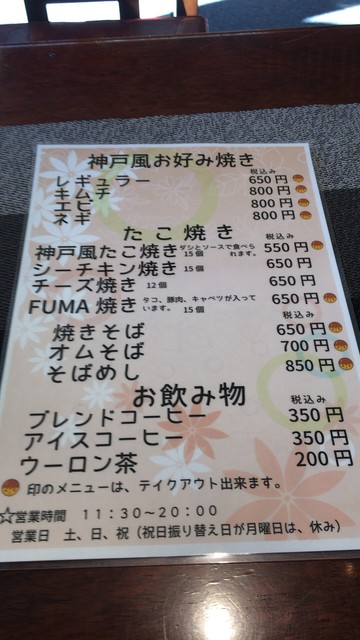 神戸風お好み焼き
税込み
レギュラー 650円
キムチ 800円
エビ 800円
ネギ 800円
たこ焼き
税込み
神戸風たこ焼き 15個 ダシとソースで食べられます。 550円
シーチキン焼き 15個 650円
チーズ焼き 12個 650円
FUMA焼き タコ、豚肉、キャベツが入っています。 15個 650円
税込み
焼きそば 650円
オムそば 700円
そばめし 850円
お飲み物
税込み
ブレンドコーヒー 350円
アイスコーヒー 350円
ウーロン茶 200円
印のメニューは、テイクアウト出来ます。
☆営業時間 11:30~20:00
営業日 土、日、祝(祝日振り替え日が月曜日は、休み)